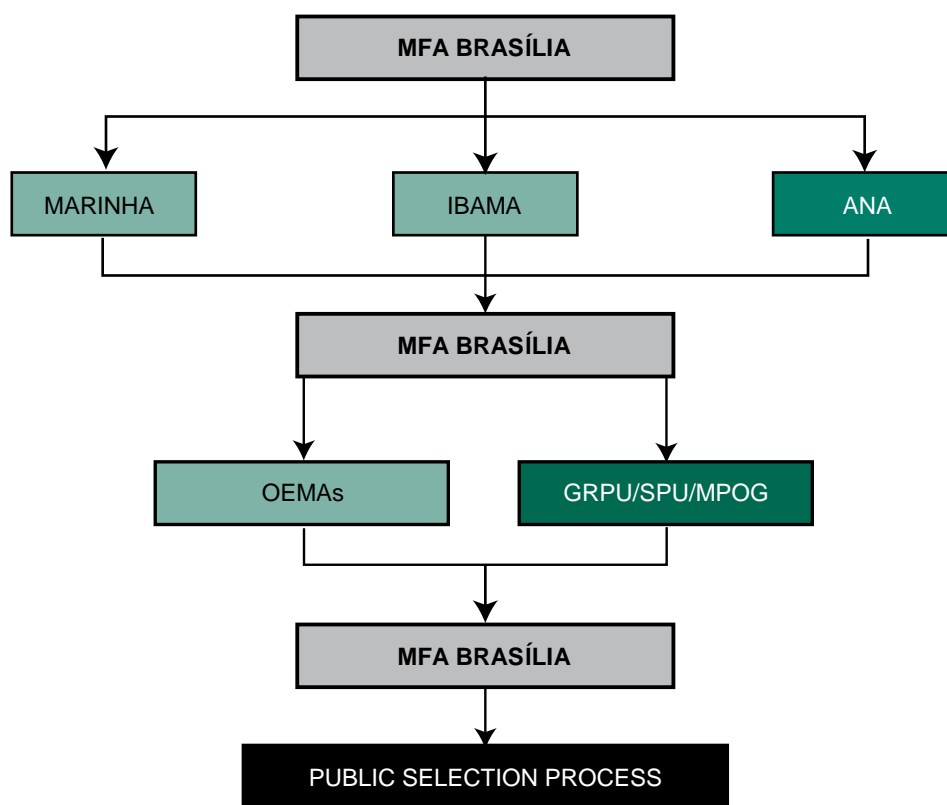 MFA BRASÍLIA
MARINHA
IBAMA
ANA
MFA BRASÍLIA
OEMAs
GRPU/SPU/MPOG
MFA BRASÍLIA
PUBLIC SELECTION PROCESS